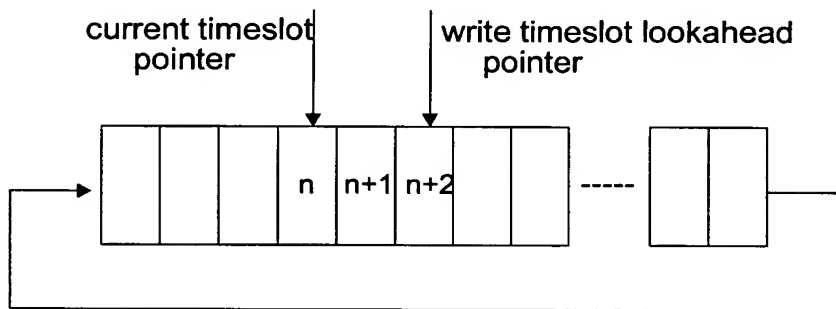 current timeslot
pointer
write timeslot lookahead
pointer
n
n+1
n+2